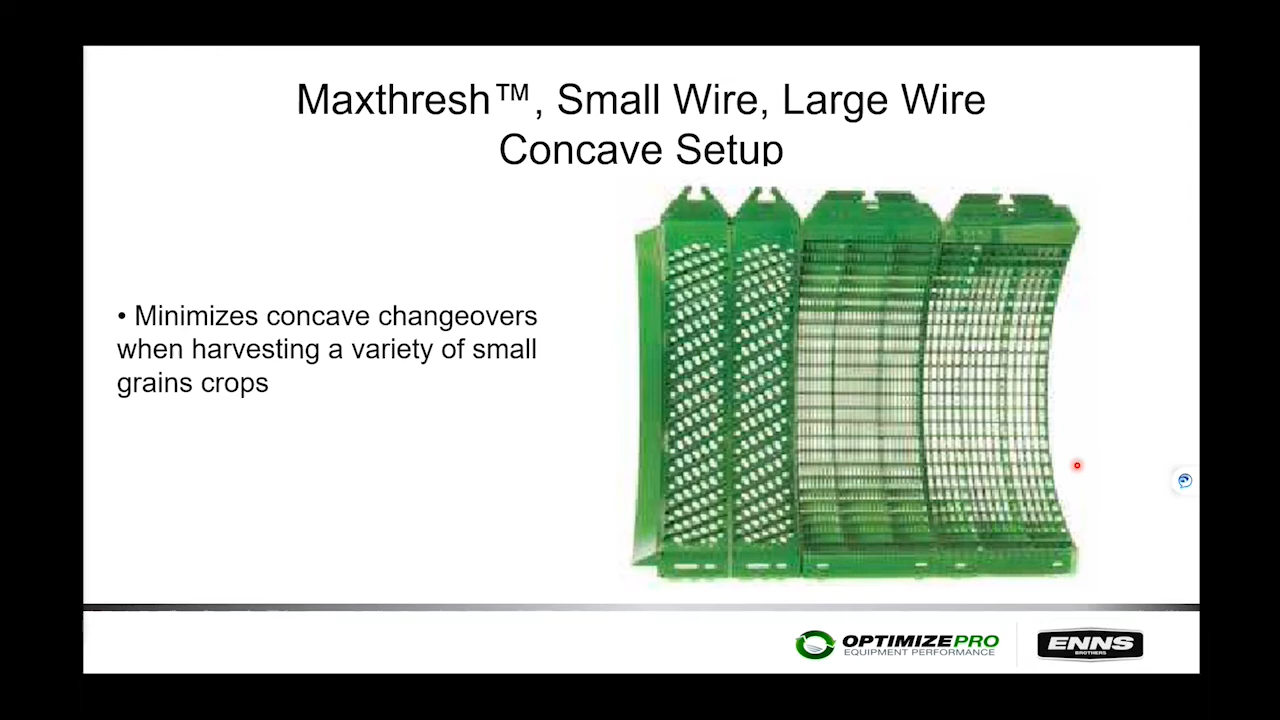 Maxthresh™, Small Wire, Large Wire
Concave Setup
• Minimizes concave changeovers
when harvesting a variety of small
grains crops
OPTIMIZEPRO
EQUIPMENT PERFORMANCE
ENNS
BROTHERS